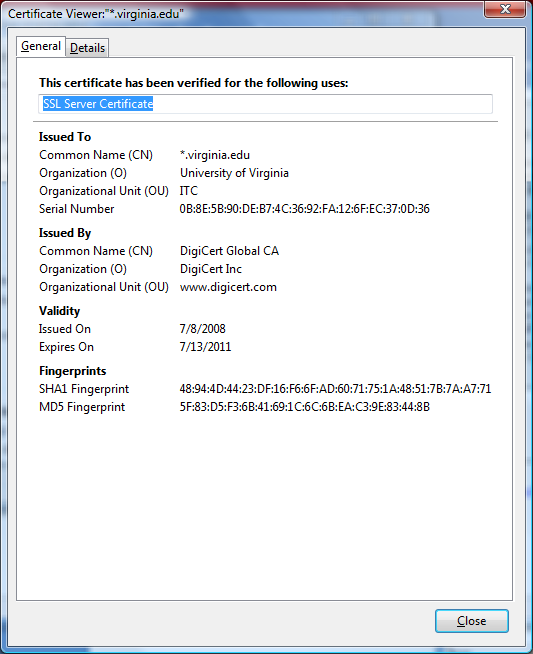 Certificate Viewer:"*.virginia.edu"
General Details
This certificate has been verified for the following uses:
SSL Server Certificate
Issued To
Common Name (CN) *.virginia.edu
Organization (O) University of Virginia
Organizational Unit (OU) ITC
Serial Number 0B:8E:5B:90:DE:B7:4C:36:92:FA:12:6F:EC:37:0D:36
Issued By
Common Name (CN) DigiCert Global CA
Organization (O) DigiCert Inc
Organizational Unit (OU) www.digicert.com
Validity
Issued On 7/8/2008
Expires On 7/13/2011
Fingerprints
SHA1 Fingerprint 48:94:4D:44:23:DF:16:F6:6F:AD:60:71:75:1A:48:51:7B:7A:A7:71
MD5 Fingerprint 5F:83:D5:F3:6B:41:69:1C:6C:6B:EA:C3:9E:83:44:8B
Close